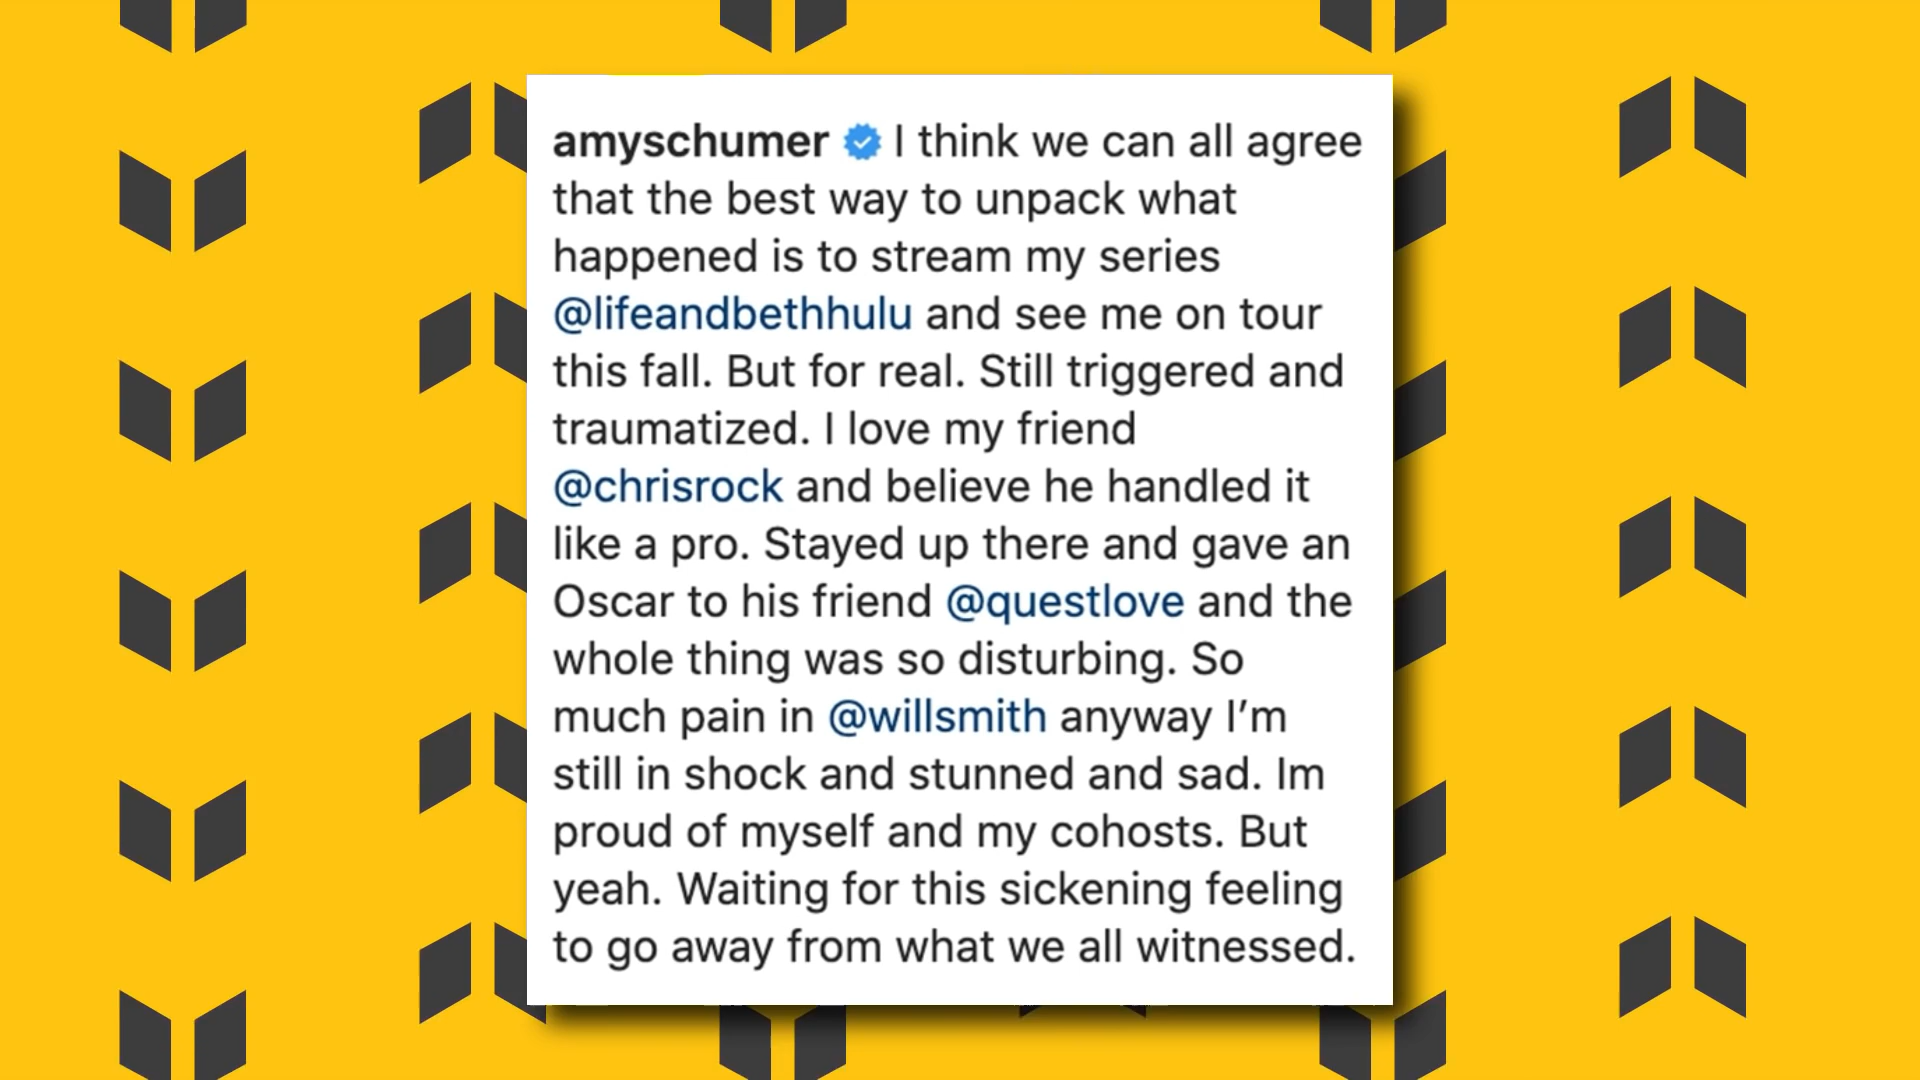 amyschumer I think we can all agree
that the best way to unpack what
happened is to stream my series
@lifeandbethhulu and see me on tour
this fall. But for real. Still triggered and
traumatized. I love my friend
@chrisrock and believe he handled it
like a pro. Stayed up there and gave an
Oscar to his friend @questlove and the
whole thing was so disturbing. So
much pain in @willsmith anyway I’m
still in shock and stunned and sad. Im
proud of myself and my cohosts. But
yeah. Waiting for this sickening feeling
to go away from what we all witnessed.